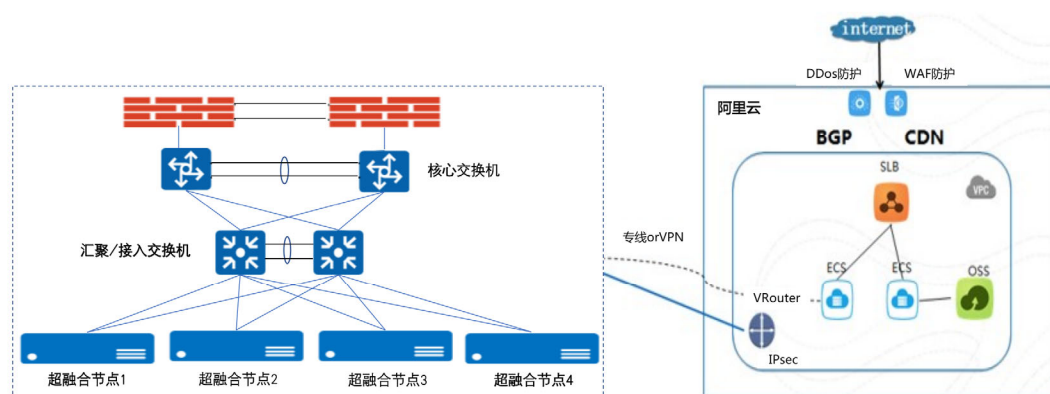 internet
DDos防护
WAF防护
阿里云
BGP
CDN
SLB
VPC
核心交换机
汇聚/接入交换机
专线orVPN
ECS
ECS
OSS
VRouter
IPsec
超融合节点1
超融合节点2
超融合节点3
超融合节点4